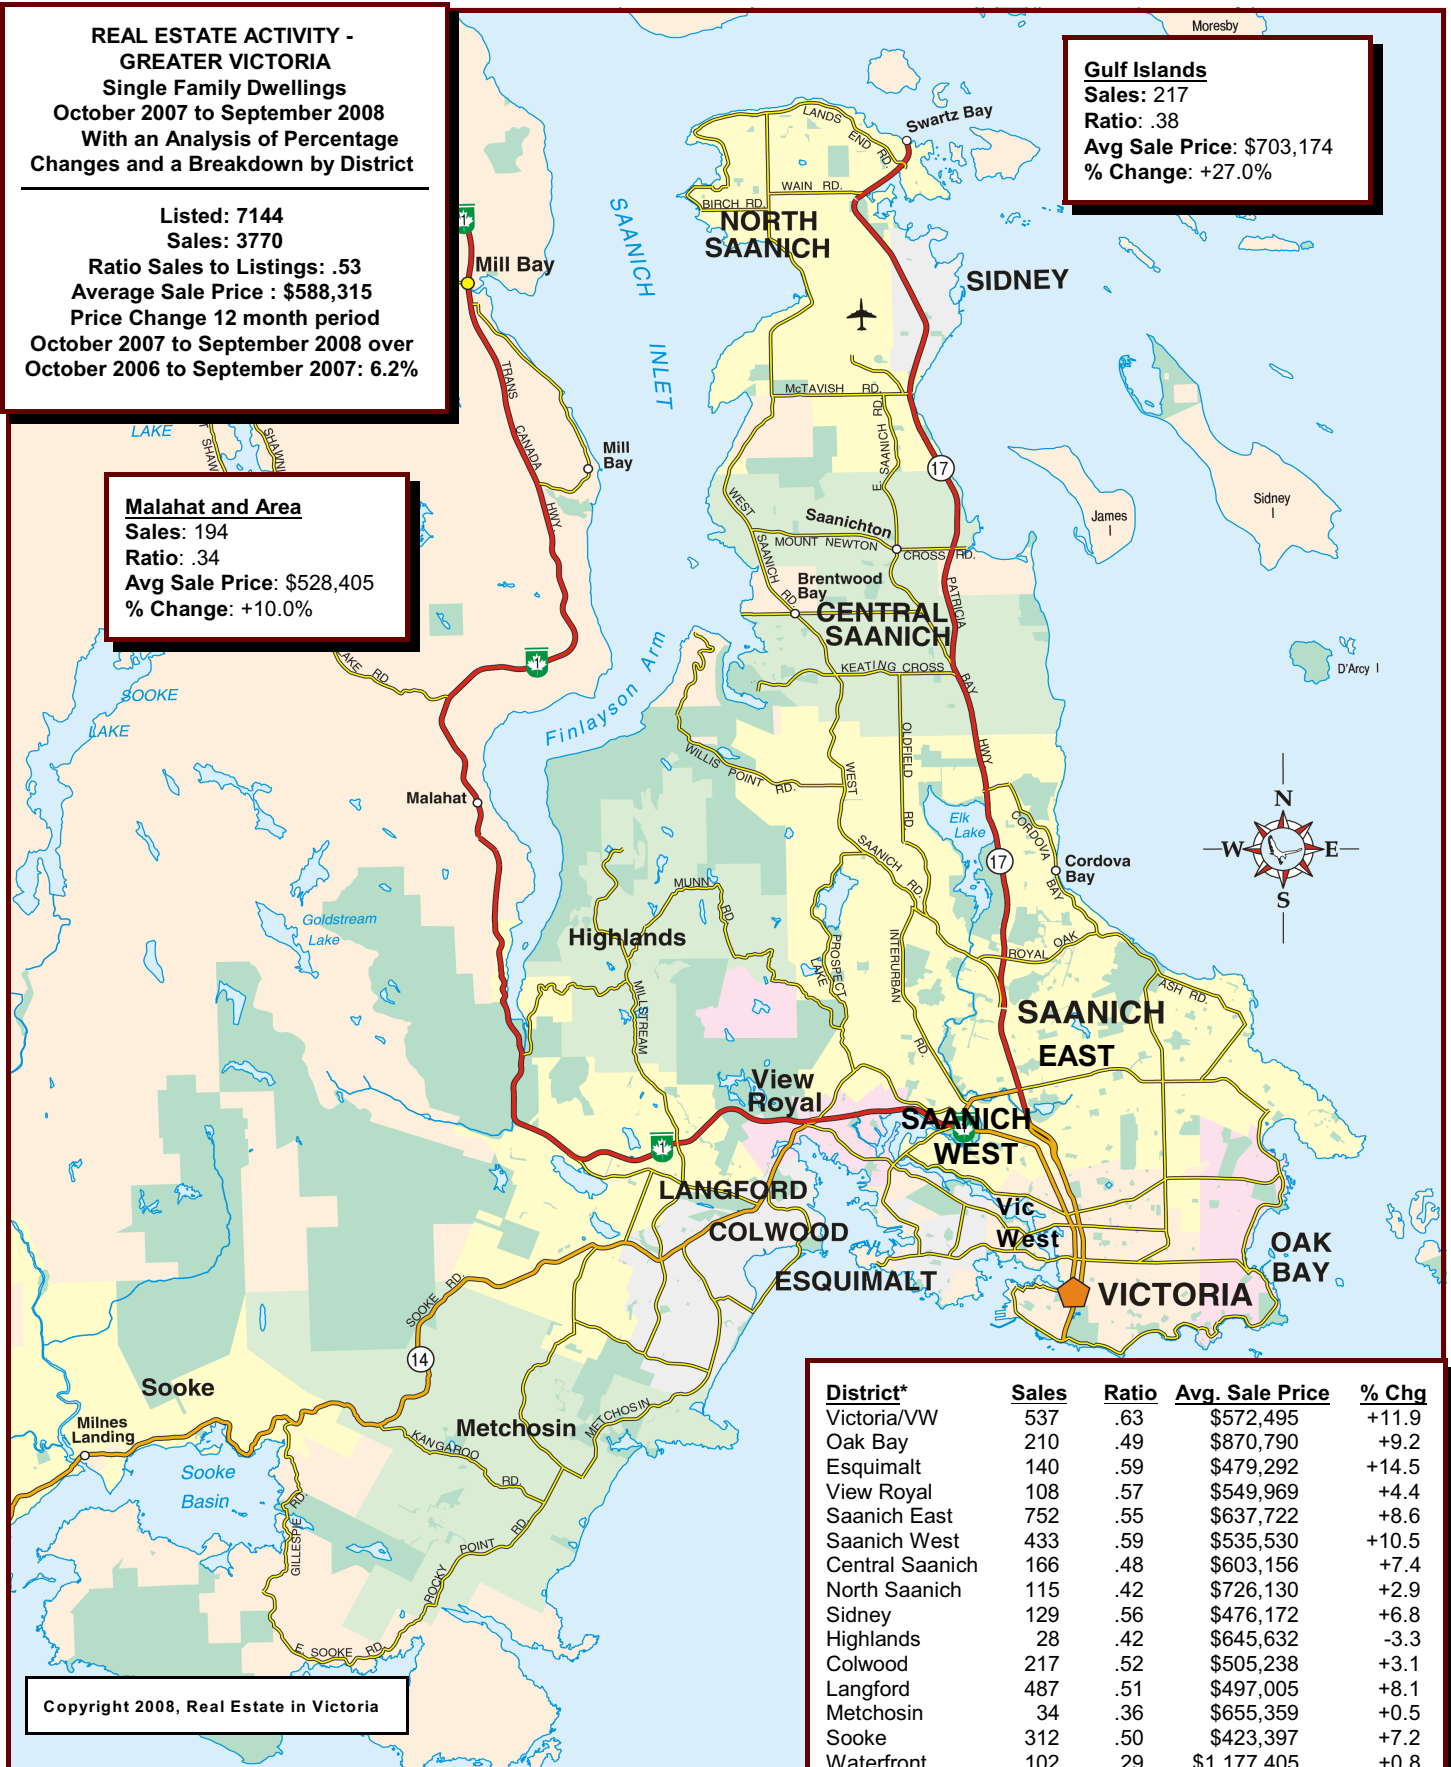 REAL ESTATE ACTIVITY -
GREATER VICTORIA
Single Family Dwellings
October 2007 to September 2008
With an Analysis of Percentage
Changes and a Breakdown by District
Listed: 7144
Sales: 3770
Ratio Sales to Listings: .53
Average Sale Price : $588,315
Price Change 12 month period
October 2007 to September 2008 over
October 2006 to September 2007: 6.2%
Moresby
Gulf Islands
Sales: 217
Ratio: .38
Avg Sale Price: $703,174
% Change: +27.0%
Swartz Bay
LANDS
END RD.
WAIN RD.
BIRCH RD.
NORTH
SAANICH
SAANICH
INLET
1
Mill Bay
SIDNEY
TRANS
CANADA
HWY
McTAVISH RD.
E. SAANICH RD.
LAKE
Mill
Bay
17
Sidney
I
James
I
Malahat and Area
Sales: 194
Ratio: .34
Avg Sale Price: $528,405
% Change: +10.0%
WEST
SAANICH
RD.
Saanichton
MOUNT NEWTON
CROSS RD.
Brentwood
Bay
CENTRAL
SAANICH
PATRICIA
BAY
HWY
KEATING CROSS
D'Arcy I
1
AKE RD.
SOOKE
LAKE
Finlayson Arm
WILLIS POINT RD.
OLDFIELD
RD.
WEST
SAANICH
RD.
Malahat
Elk
Lake
CORDOVA
BAY
Cordova
Bay
17
N
W
E
S
MUNN
RD.
Goldstream
Lake
Highlands
PROSPECT
LAKE
INTERURBAN
RD.
ROYAL OAK
ASH RD.
MILLSTREAM
SAANICH
EAST
View
Royal
SAANICH
WEST
1
1
LANGFORD
COLWOOD
Vic
West
OAK
BAY
ESQUIMALT
VICTORIA
SOOKE RD.
14
Sooke
Milnes
Landing
Metchosin
METCHOSIN
KANGAROO
RD.
Sooke
Basin
GILLESPIE RD.
ROCKY POINT RD.
E. SOOKE RD.
Copyright 2008, Real Estate in Victoria
District* Sales Ratio Avg. Sale Price % Chg
Victoria/VW 537 .63 $572,495 +11.9
Oak Bay 210 .49 $870,790 +9.2
Esquimalt 140 .59 $479,292 +14.5
View Royal 108 .57 $549,969 +4.4
Saanich East 752 .55 $637,722 +8.6
Saanich West 433 .59 $535,530 +10.5
Central Saanich 166 .48 $603,156 +7.4
North Saanich 115 .42 $726,130 +2.9
Sidney 129 .56 $476,172 +6.8
Highlands 28 .42 $645,632 -3.3
Colwood 217 .52 $505,238 +3.1
Langford 487 .51 $497,005 +8.1
Metchosin 34 .36 $655,359 +0.5
Sooke 312 .50 $423,397 +7.2
Waterfront 102 .29 $1,177,405 +0.8